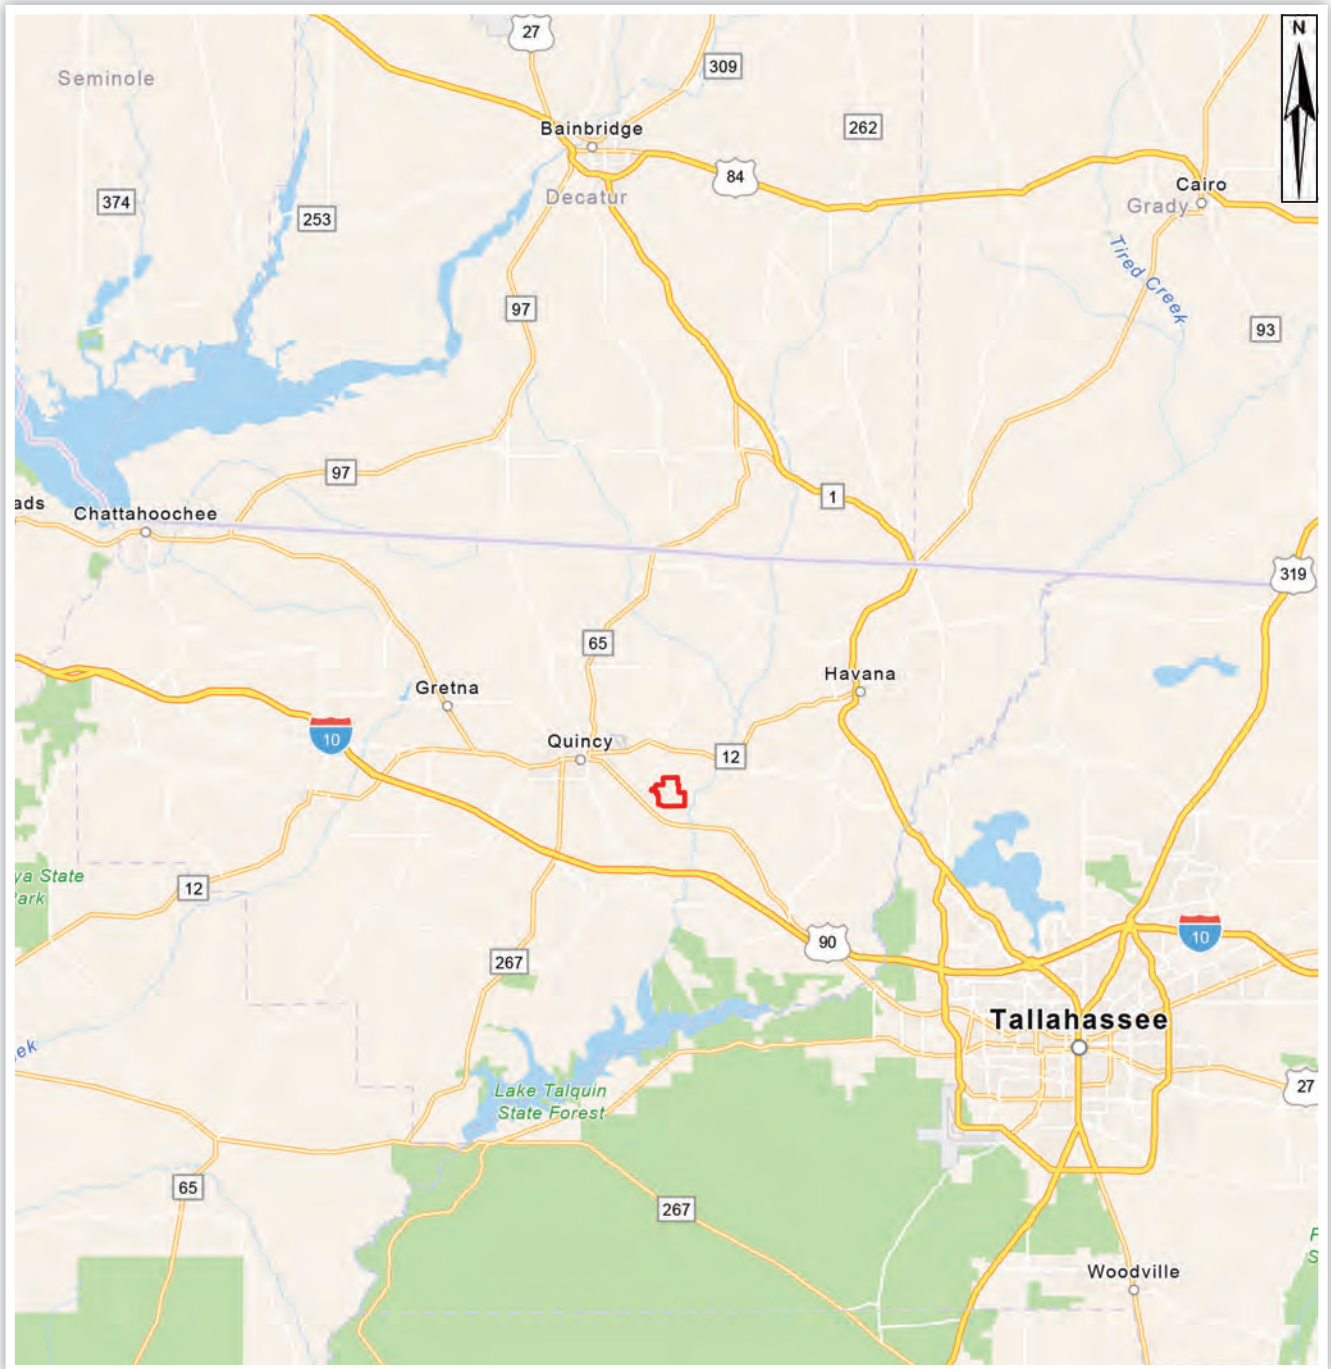 N
27
309
Seminole
Bainbridge
262
84
Cairo
374
Decatur
Grady
253
Tired Creek
97
93
97
1
ads
Chattahoochee
319
65
Havana
Gretna
10
Quincy
12
ya State
Park
12
90
10
267
Tallahassee
ek
27
Lake Talquin
State Forest
65
267
Woodville